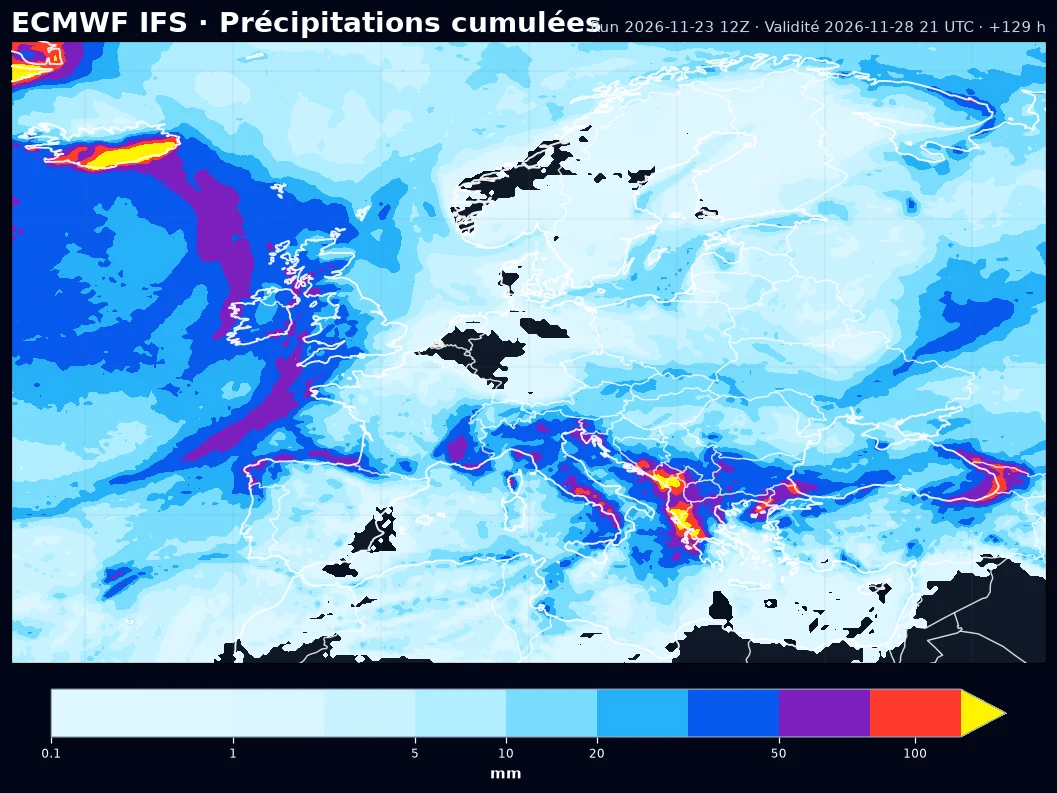 ECMWF IFS · Précipitations cumulées
Run 2026-11-23 12Z · Validité 2026-11-28 21 UTC · +129 h
0.1 1 5 10 20 50 100
mm